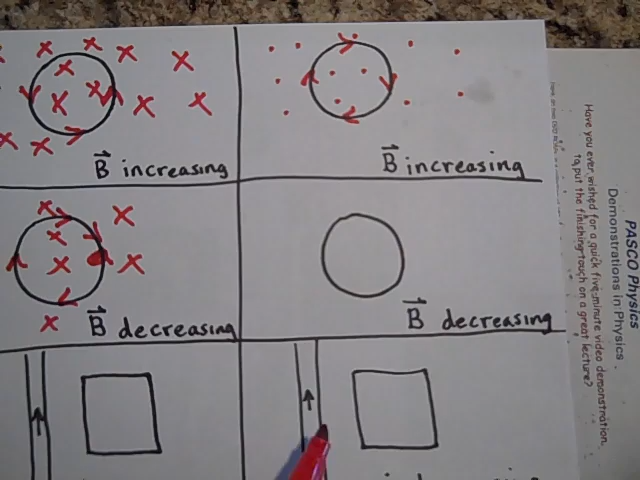 B⃗ increasing
B⃗ increasing
B⃗ decreasing
B⃗ decreasing
PASCO Physics
Demonstrations in Physics
Have you ever wished for a quick five-minute video demonstration
to put the finishing touch on a great lecture?